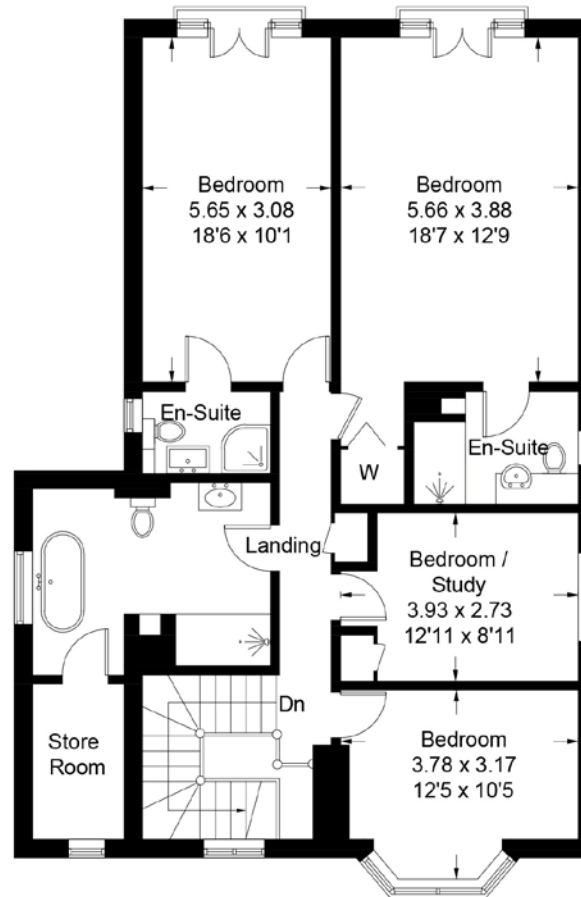 Bedroom
5.65 x 3.08
18'6 x 10'1
Bedroom
5.66 x 3.88
18'7 x 12'9
En-Suite
En-Suite
W
Landing
Bedroom /
Study
3.93 x 2.73
12'11 x 8'11
Dn
Store
Room
Bedroom
3.78 x 3.17
12'5 x 10'5